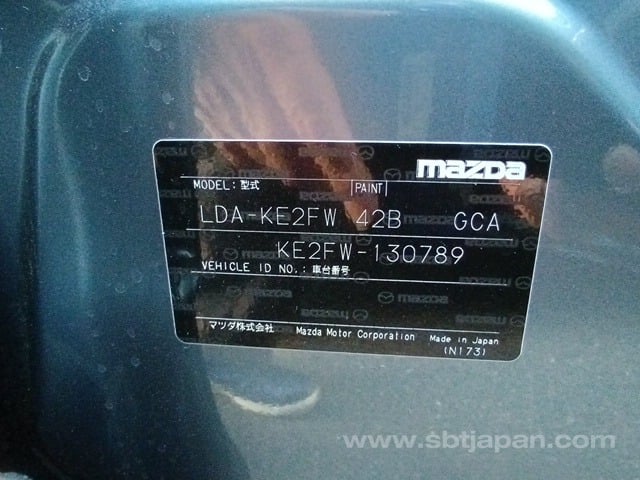 mazda
MODEL: 型式 PAINT
LDA-KE2FW 42B GCA
KE2FW-130789
VEHICLE ID NO.: 車台番号
マツダ株式会社 Mazda Motor Corporation Made in Japan
(N173)
www.sbtjapan.com